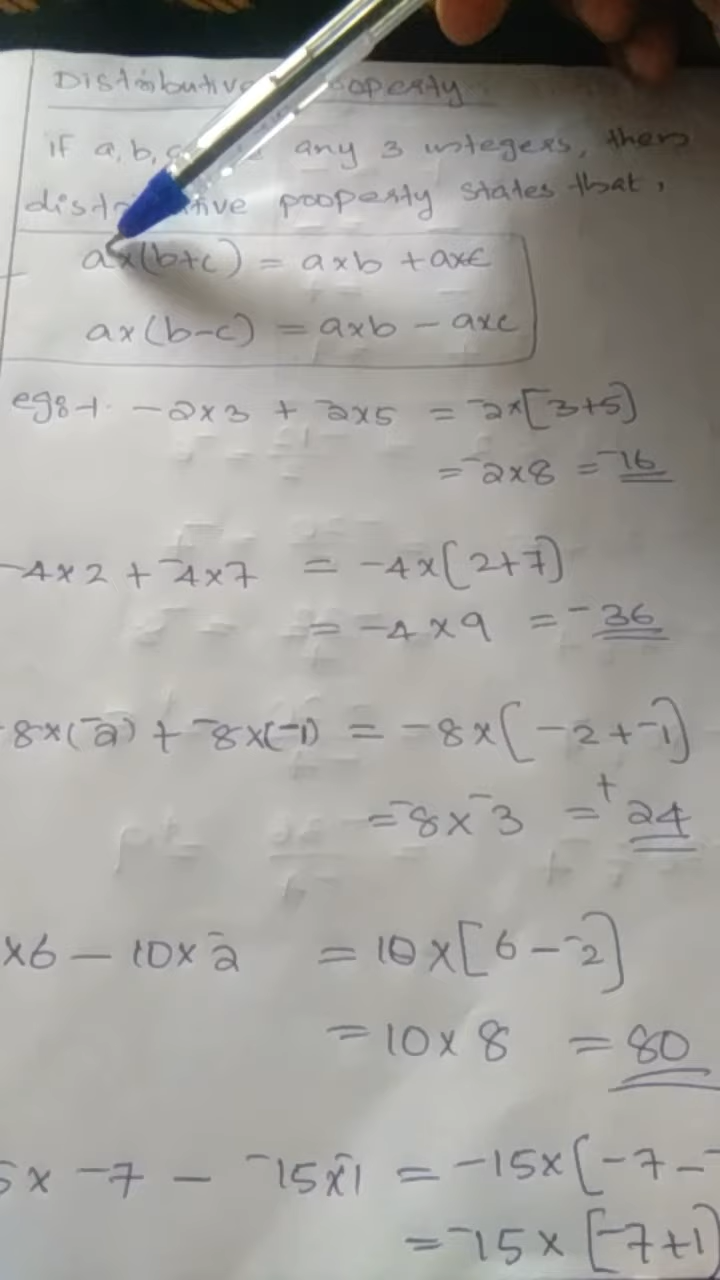 Distributive Property
If a, b, c any 3 integers, then
distributive property states that,
a×(b+c) = a×b + a×c
a×(b-c) = a×b - a×c
eg:- 1. -2×3 + -2×5 = -2×[3+5]
= -2×8 = -16
-4×2 + -4×7 = -4×[2+7]
= -4×9 = -36
-8×(-2) + -8×(-1) = -8×[-2+-1]
= -8×-3 = +24
×6 - 10×-2 = 10×[6--2]
= 10×8 = 80
5×-7 - -15×-1 = -15×[-7-
= -15×[-7+1]